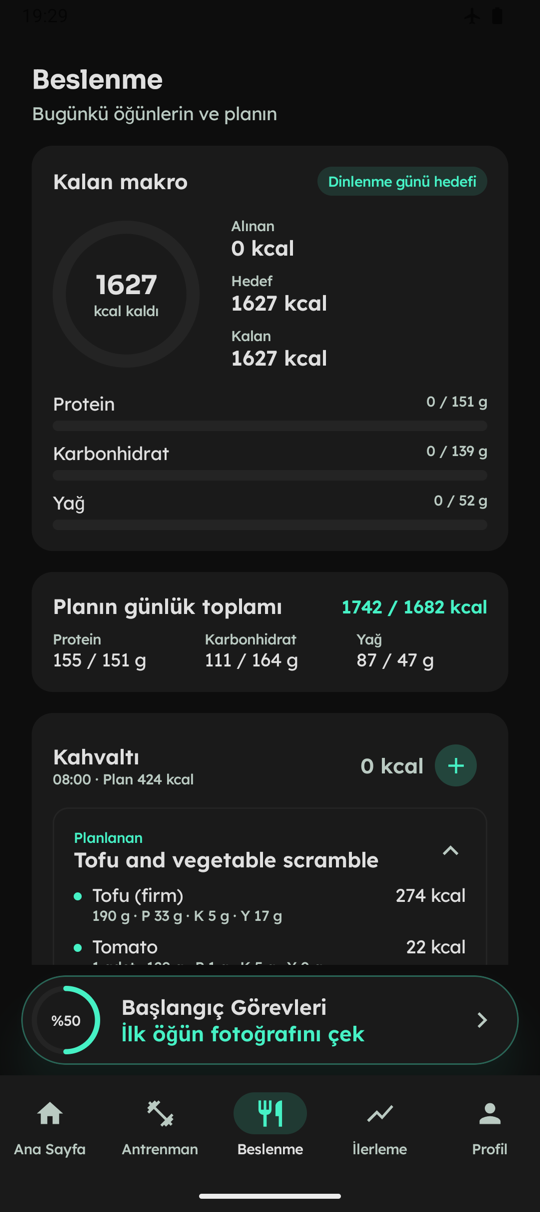 19:29
Beslenme
Bugünkü öğünlerin ve planın
Kalan makro
Dinlenme günü hedefi
1627
kcal kaldı
Alınan
0 kcal
Hedef
1627 kcal
Kalan
1627 kcal
Protein
0 / 151 g
Karbonhidrat
0 / 139 g
Yağ
0 / 52 g
Planın günlük toplamı
1742 / 1682 kcal
Protein
Karbonhidrat
Yağ
155 / 151 g
111 / 164 g
87 / 47 g
Kahvaltı
08:00 · Plan 424 kcal
0 kcal
Planlanan
Tofu and vegetable scramble
Tofu (firm)
274 kcal
190 g · P 33 g · K 5 g · Y 17 g
Tomato
22 kcal
%50
Başlangıç Görevleri
İlk öğün fotoğrafını çek
Ana Sayfa
Antrenman
Beslenme
İlerleme
Profil